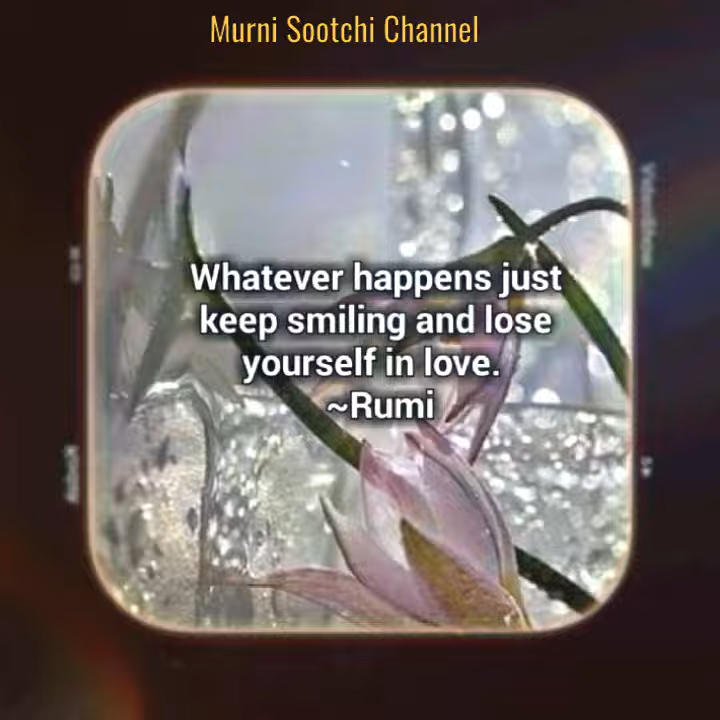 Murni Sootchi Channel
Whatever happens just
keep smiling and lose
yourself in love.
~Rumi